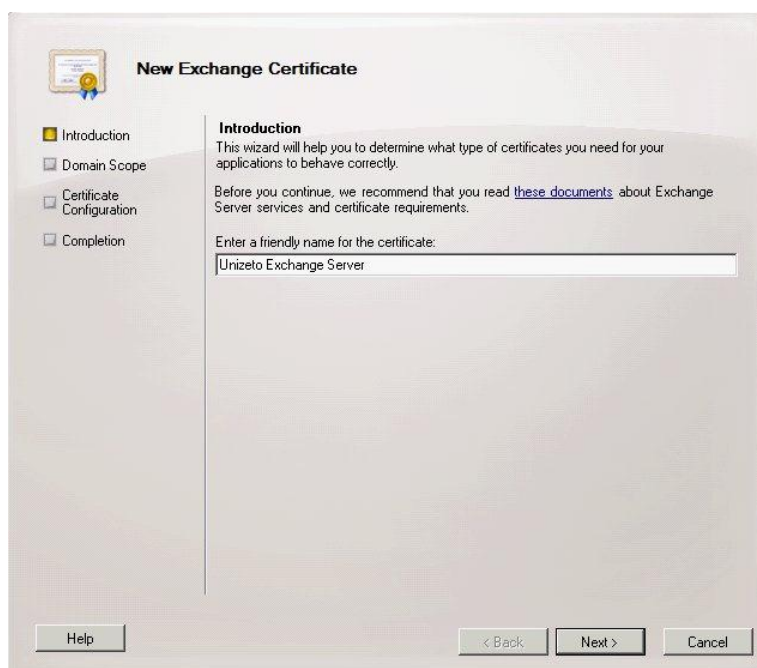 New Exchange Certificate
Introduction
Domain Scope
Certificate
Configuration
Completion
Introduction
This wizard will help you to determine what type of certificates you need for your
applications to behave correctly.
Before you continue, we recommend that you read these documents about Exchange
Server services and certificate requirements.
Enter a friendly name for the certificate:
Unizeto Exchange Server
Help
< Back
Next >
Cancel